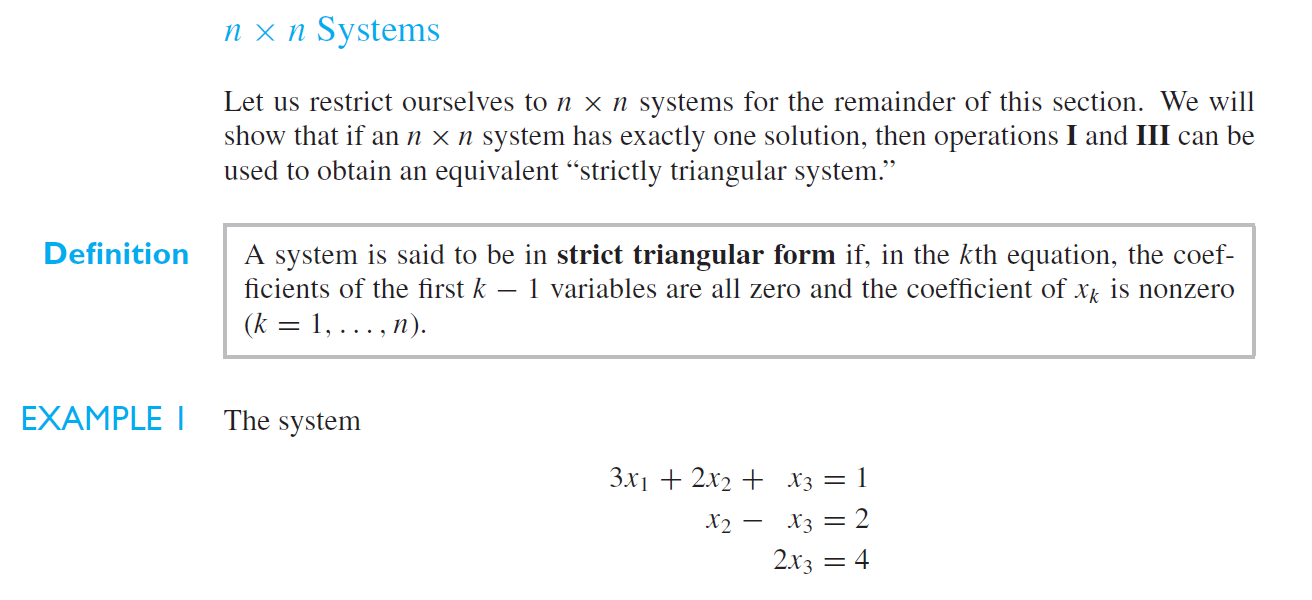 n × n Systems
Let us restrict ourselves to n × n systems for the remainder of this section. We will
show that if an n × n system has exactly one solution, then operations I and III can be
used to obtain an equivalent “strictly triangular system.”
Definition
A system is said to be in strict triangular form if, in the kth equation, the coef-
ficients of the first k − 1 variables are all zero and the coefficient of xₖ is nonzero
(k = 1, . . . , n).
EXAMPLE 1 The system
3x₁ + 2x₂ + x₃ = 1
x₂ − x₃ = 2
2x₃ = 4